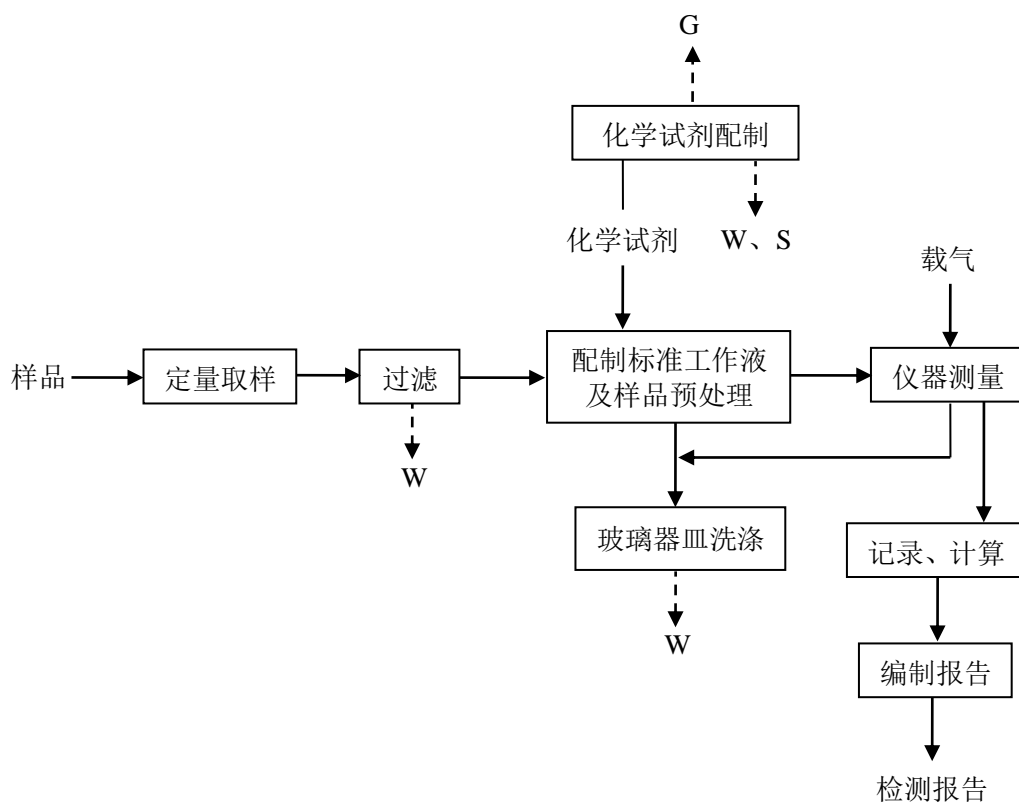 G
化学试剂配制
化学试剂
W、S
载气
样品
定量取样
过滤
配制标准工作液
及样品预处理
仪器测量
W
玻璃器皿洗涤
记录、计算
W
编制报告
检测报告